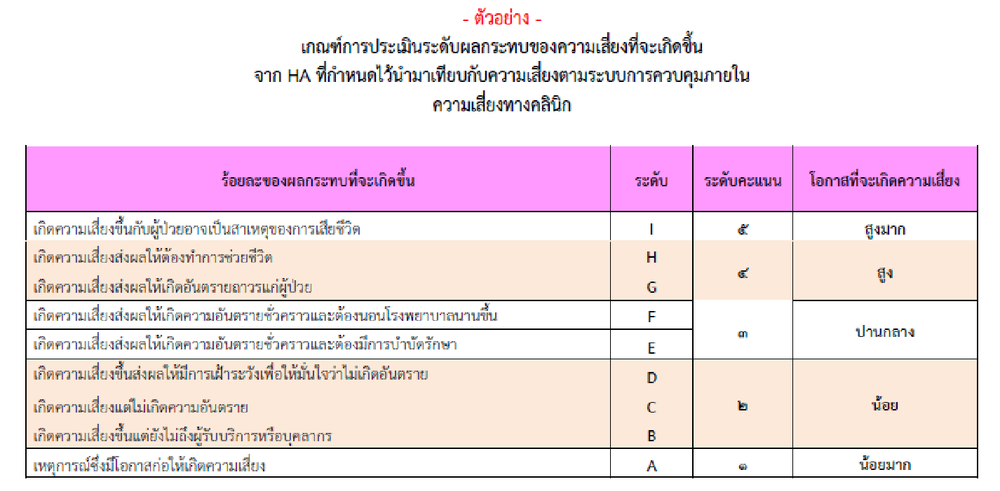 - ตัวอย่าง -
เกณฑ์การประเมินระดับผลกระทบของความเสี่ยงที่จะเกิดขึ้น
จาก HA ที่กำหนดไว้นำมาเทียบกับความเสี่ยงตามระบบการควบคุมภายใน
ความเสี่ยงทางคลินิก
ร้อยละของผลกระทบที่จะเกิดขึ้น ระดับ ระดับคะแนน โอกาสที่จะเกิดความเสี่ยง
เกิดความเสี่ยงขึ้นกับผู้ป่วยอาจเป็นสาเหตุของการเสียชีวิต I ๕ สูงมาก
เกิดความเสี่ยงส่งผลให้ต้องทำการช่วยชีวิต H
๔ สูง
เกิดความเสี่ยงส่งผลให้เกิดอันตรายถาวรแก่ผู้ป่วย G
เกิดความเสี่ยงส่งผลให้เกิดความอันตรายชั่วคราวและต้องนอนโรงพยาบาลนานขึ้น F
๓ ปานกลาง
เกิดความเสี่ยงส่งผลให้เกิดความอันตรายชั่วคราวและต้องมีการบำบัดรักษา E
เกิดความเสี่ยงขึ้นส่งผลให้มีการเฝ้าระวังเพื่อให้มั่นใจว่าไม่เกิดอันตราย D
เกิดความเสี่ยงแต่ไม่เกิดความอันตราย C ๒ น้อย
เกิดความเสี่ยงขึ้นแต่ยังไม่ถึงผู้รับบริการหรือบุคลากร B
เหตุการณ์ซึ่งมีโอกาสก่อให้เกิดความเสี่ยง A ๑ น้อยมาก